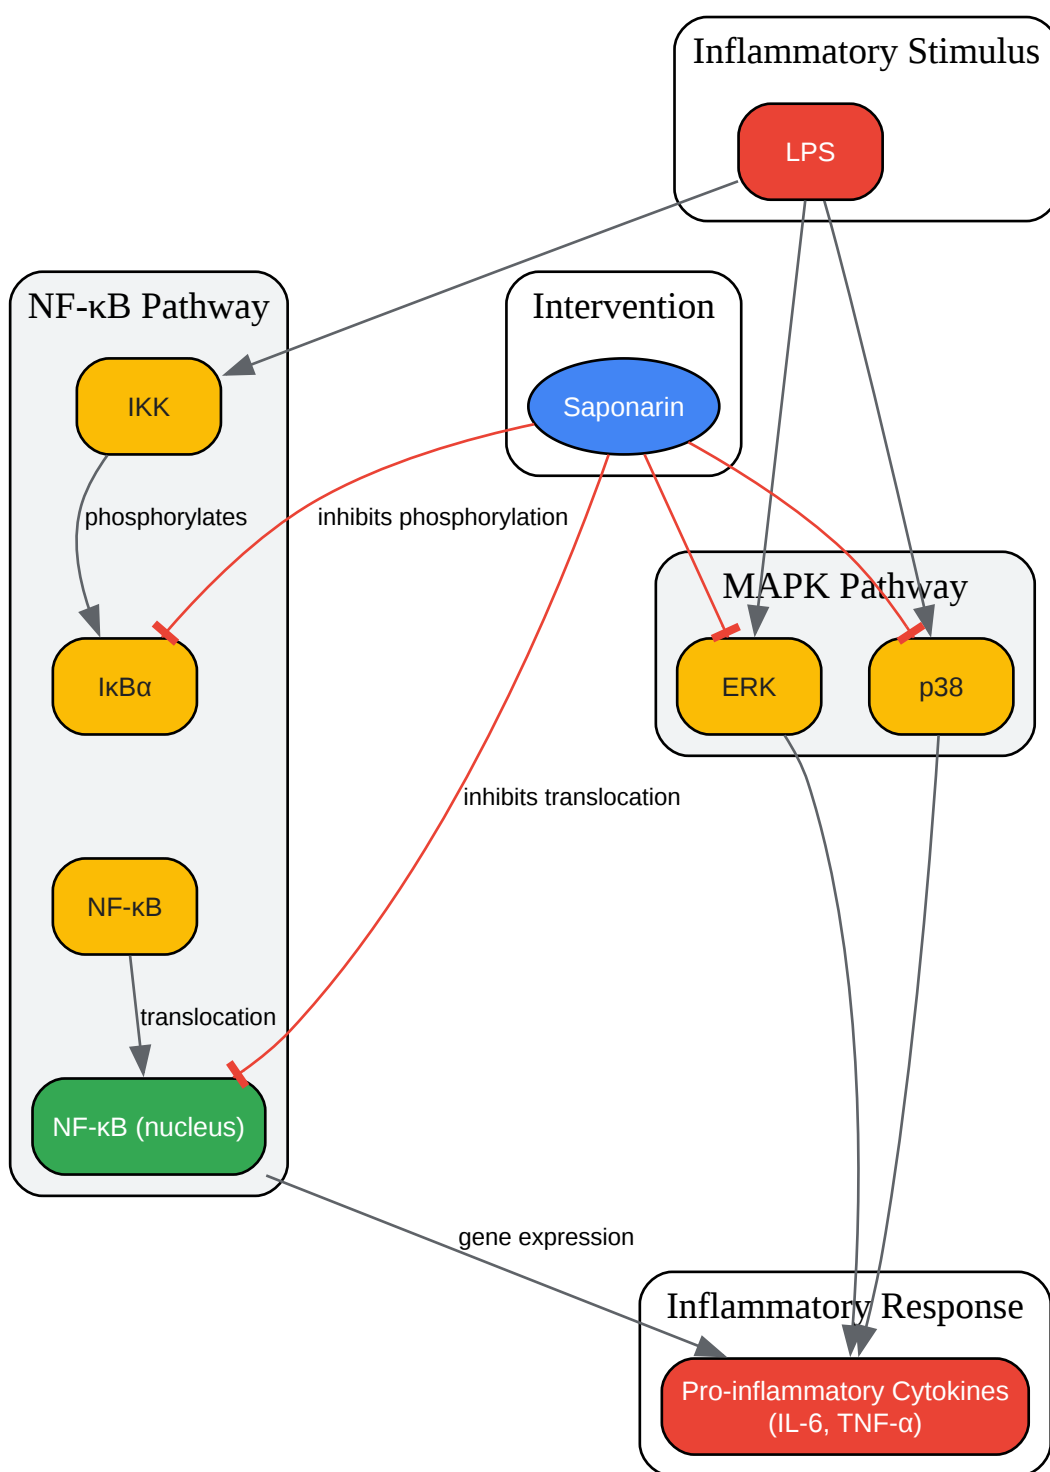 Inflammatory Stimulus
LPS
NF-κB Pathway
Intervention
IKK
Saponarin
phosphorylates
inhibits phosphorylation
MAPK Pathway
IκBα
ERK
p38
inhibits translocation
NF-κB
translocation
NF-κB (nucleus)
gene expression
Inflammatory Response
Pro-inflammatory Cytokines
(IL-6, TNF-α)